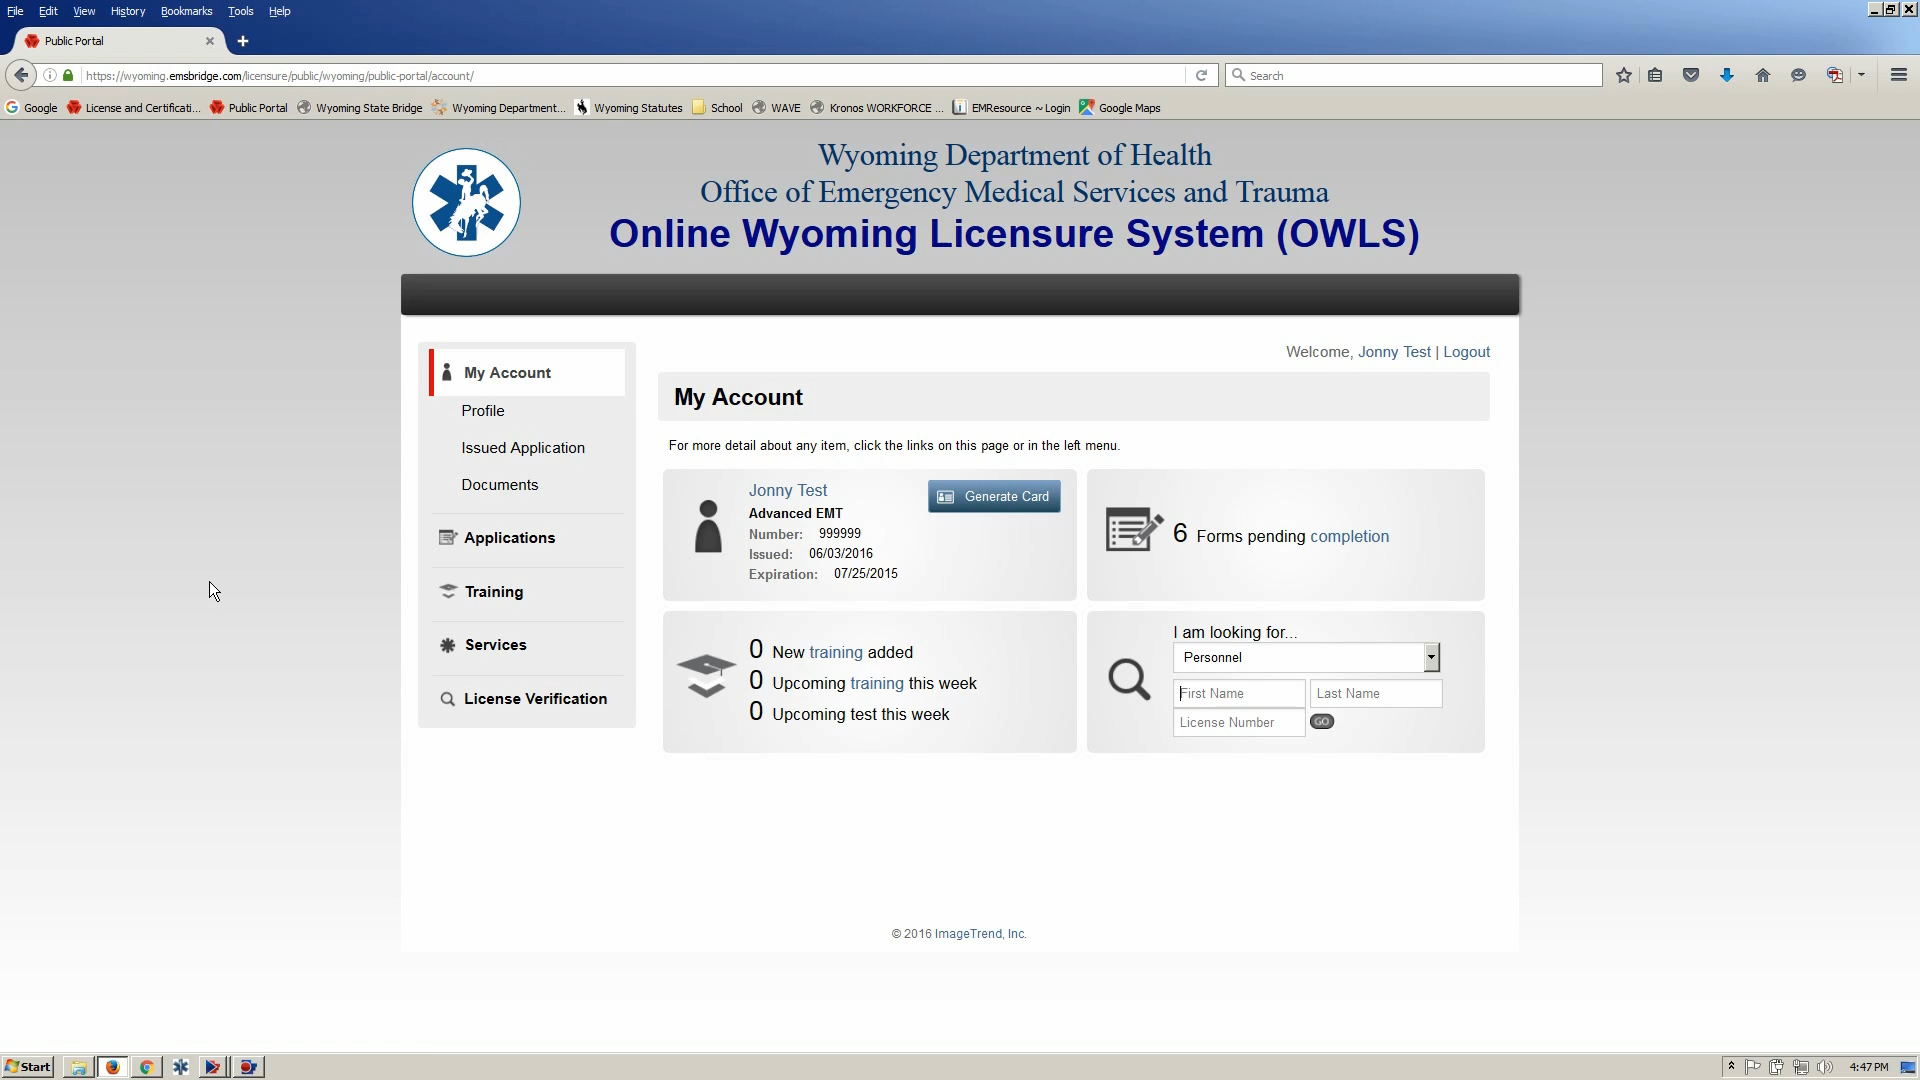 File Edit View History Bookmarks Tools Help
Public Portal
https://wyoming.emsbridge.com/licensure/public/wyoming/public-portal/account/
Search
Google License and Certificati... Public Portal Wyoming State Bridge Wyoming Department... Wyoming Statutes School WAVE Kronos WORKFORCE ... EMResource ~ Login Google Maps
Wyoming Department of Health
Office of Emergency Medical Services and Trauma
Online Wyoming Licensure System (OWLS)
Welcome, Jonny Test | Logout
My Account
Profile
Issued Application
Documents
Applications
Training
Services
License Verification
My Account
For more detail about any item, click the links on this page or in the left menu.
Jonny Test
Generate Card
Advanced EMT
Number: 999999
Issued: 06/03/2016
Expiration: 07/25/2015
6 Forms pending completion
0 New training added
0 Upcoming training this week
0 Upcoming test this week
I am looking for...
Personnel
First Name Last Name
License Number GO
© 2016 ImageTrend, Inc.
Start
4:47 PM